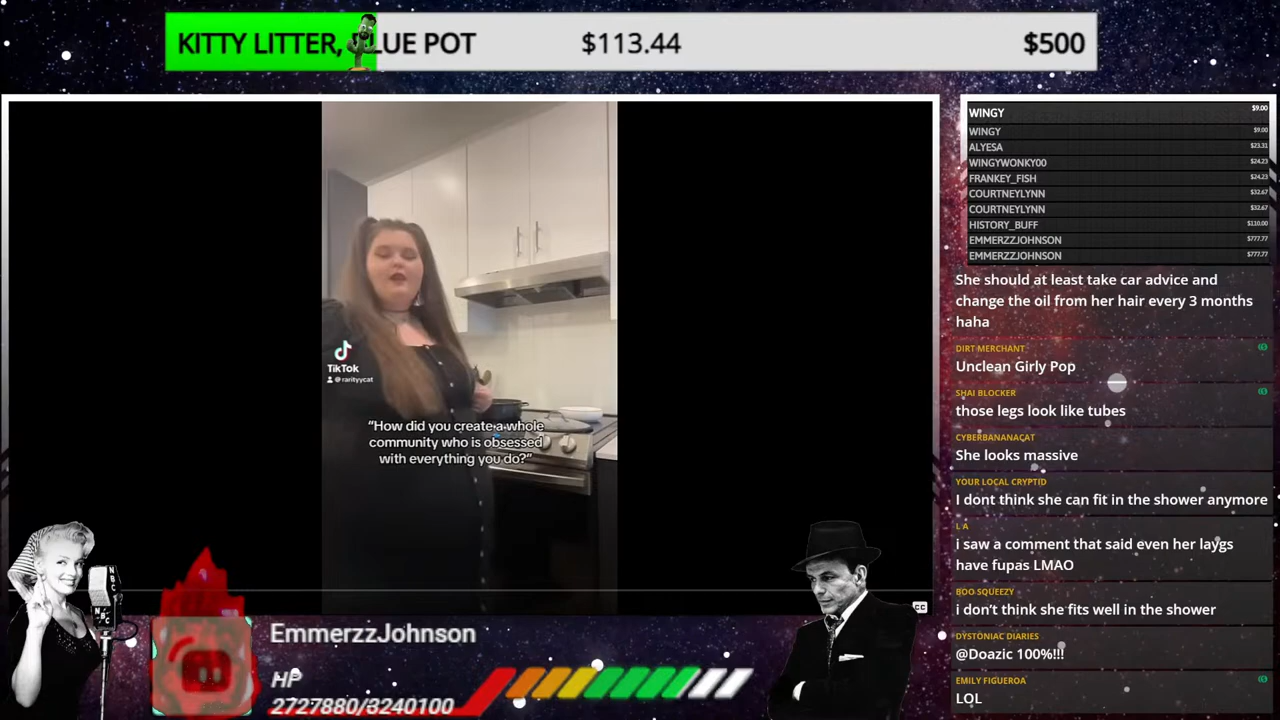 KITTY LITTER, LUE POT $113.44 $500
WINGY $9.00
WINGY $9.00
ALYESA $23.31
WINGYWONKY00 $24.23
FRANKEY_FISH $24.23
COURTNEYLYNN $32.67
COURTNEYLYNN $32.67
HISTORY_BUFF $110.00
EMMERZZJOHNSON $777.77
EMMERZZJOHNSON $777.77
She should at least take car advice and
change the oil from her hair every 3 months
haha
DIRT MERCHANT
Unclean Girly Pop
SHAI BLOCKER
those legs look like tubes
CYBERBANANACAT
She looks massive
YOUR LOCAL CRYPTID
I dont think she can fit in the shower anymore
L A
i saw a comment that said even her laygs
have fupas LMAO
BOO SQUEEZY
i don't think she fits well in the shower
DYSTONIAC DIARIES
@Doazic 100%!!!
EMILY FIGUEROA
LOL
TikTok
@rarityycat
"How did you create a whole
community who is obsessed
with everything you do?"
CC
NBC
EmmerzzJohnson
HP
2727880/3240100